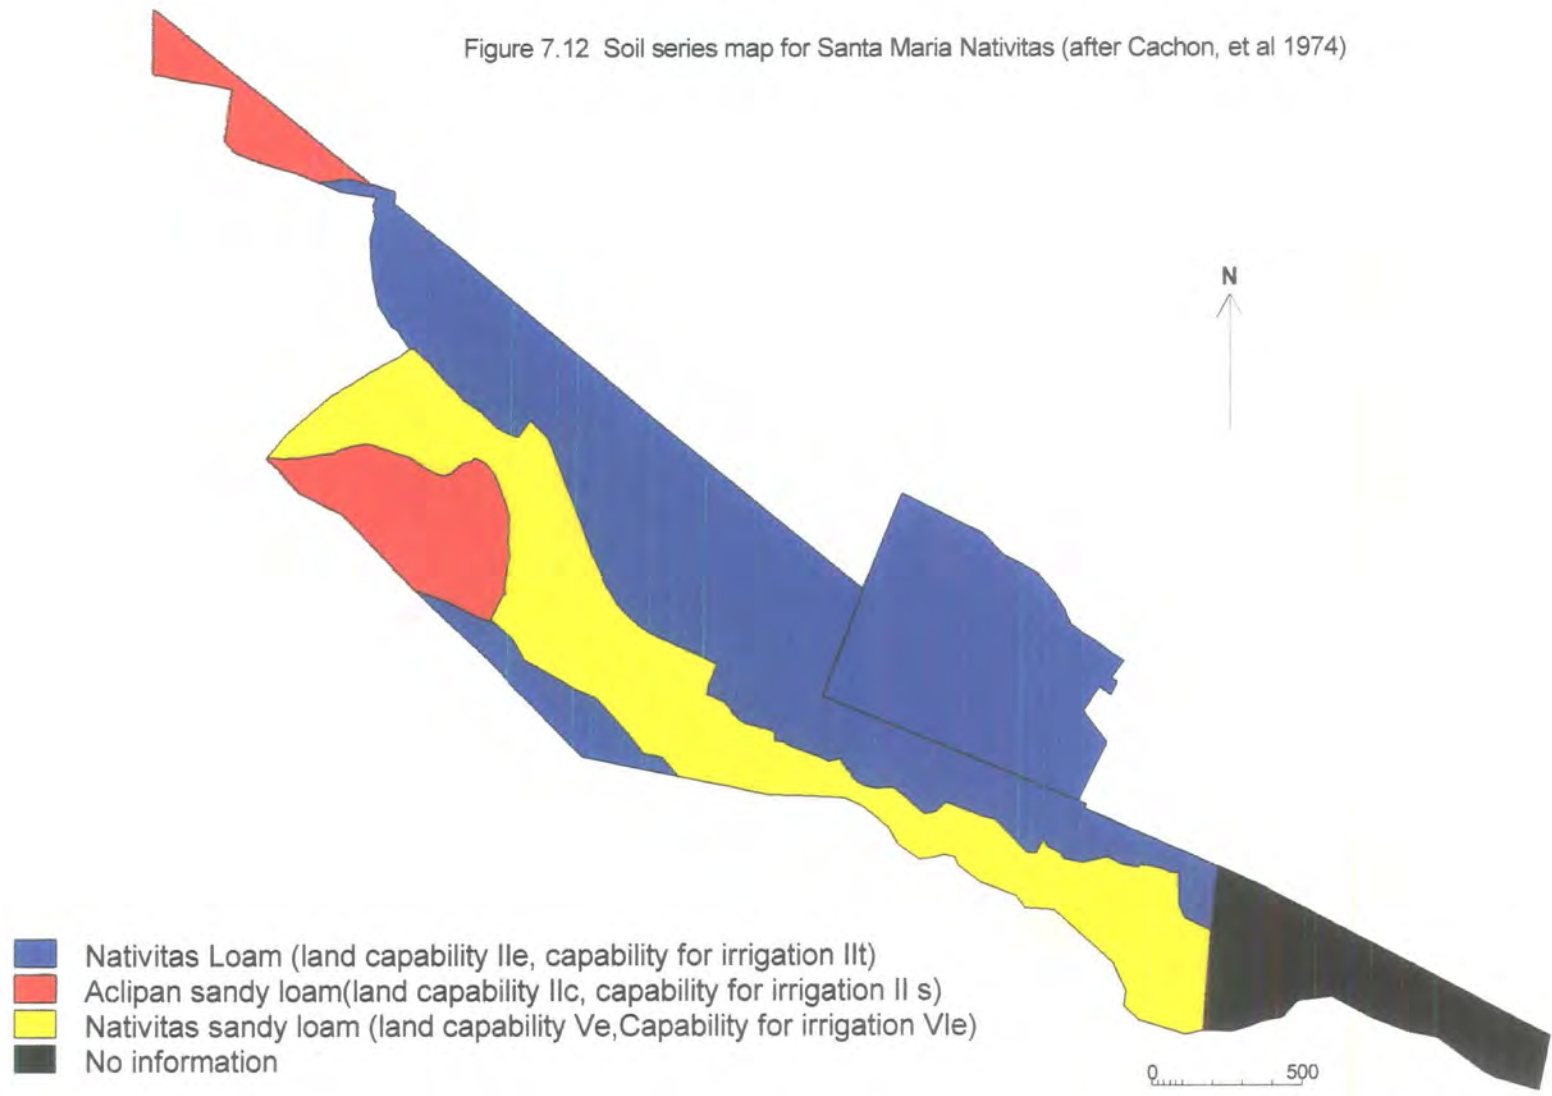 Figure 7.12 Soil series map for Santa Maria Nativitas (after Cachon, et al 1974)
N
Nativitas Loam (land capability IIe, capability for irrigation IIt)
Aclipan sandy loam(land capability IIc, capability for irrigation II s)
Nativitas sandy loam (land capability Ve,Capability for irrigation VIe)
No information
0 500